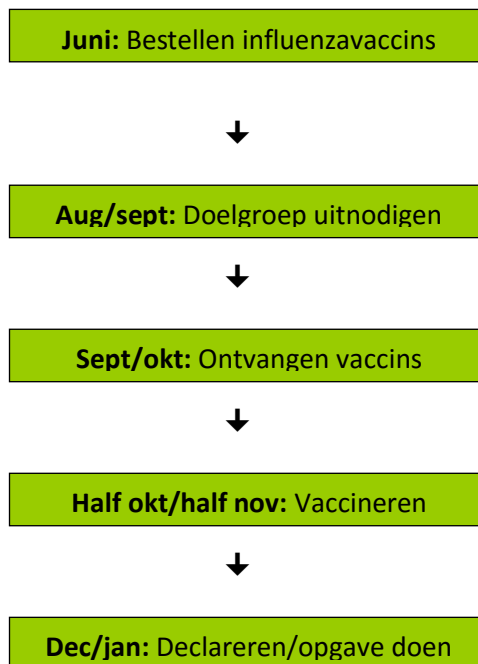 Juni: Bestellen influenzavaccins
Aug/sept: Doelgroep uitnodigen
Sept/okt: Ontvangen vaccins
Half okt/half nov: Vaccineren
Dec/jan: Declareren/opgave doen